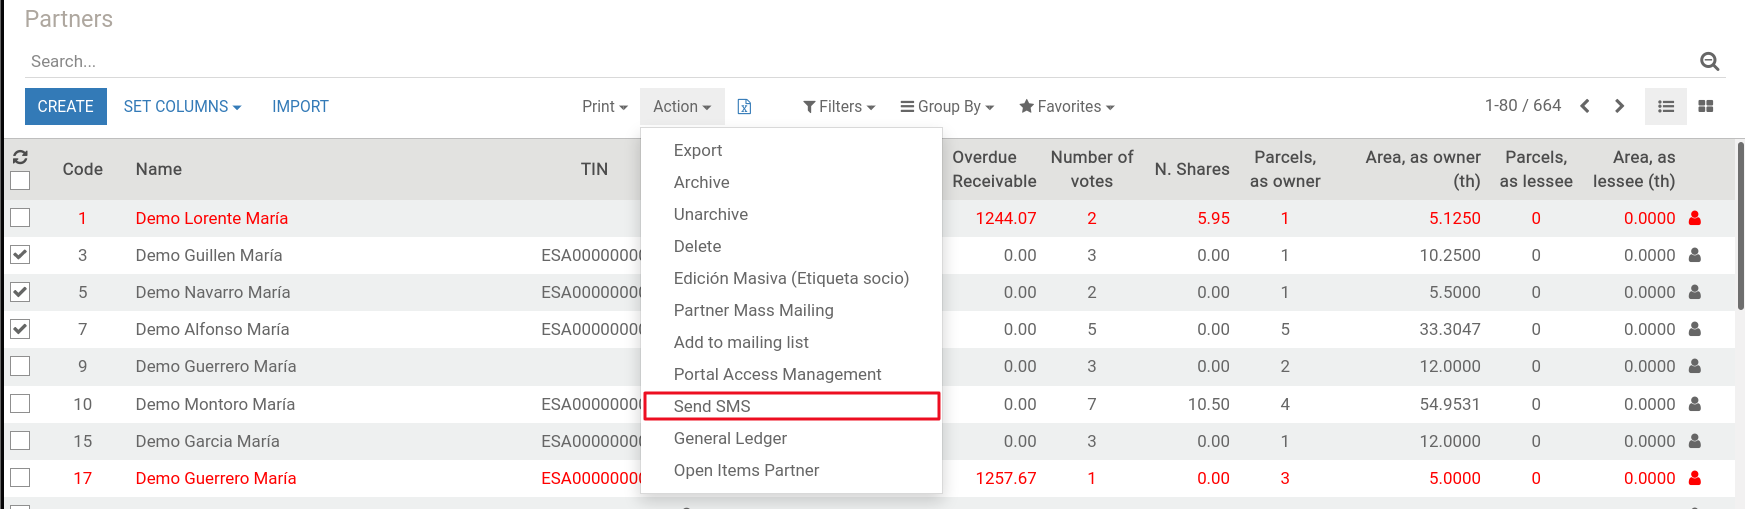 Partners
Search...
CREATE SET COLUMNS IMPORT Print Action Filters Group By Favorites 1-80 / 664
Export
Archive
Unarchive
Delete
Edición Masiva (Etiqueta socio)
Partner Mass Mailing
Add to mailing list
Portal Access Management
Send SMS
General Ledger
Open Items Partner
Code Name TIN Overdue Receivable Number of votes N. Shares Parcels, as owner Area, as owner (th) Parcels, as lessee Area, as lessee (th)
1 Demo Lorente María 1244.07 2 5.95 1 5.1250 0 0.0000
3 Demo Guillen María ESA0000000 0.00 3 0.00 1 10.2500 0 0.0000
5 Demo Navarro María ESA0000000 0.00 2 0.00 1 5.5000 0 0.0000
7 Demo Alfonso María ESA0000000 0.00 5 0.00 5 33.3047 0 0.0000
9 Demo Guerrero María 0.00 3 0.00 2 12.0000 0 0.0000
10 Demo Montoro María ESA0000000 0.00 7 10.50 4 54.9531 0 0.0000
15 Demo Garcia María ESA0000000 0.00 3 0.00 1 12.0000 0 0.0000
17 Demo Guerrero María ESA0000000 1257.67 1 0.00 3 5.0000 0 0.0000